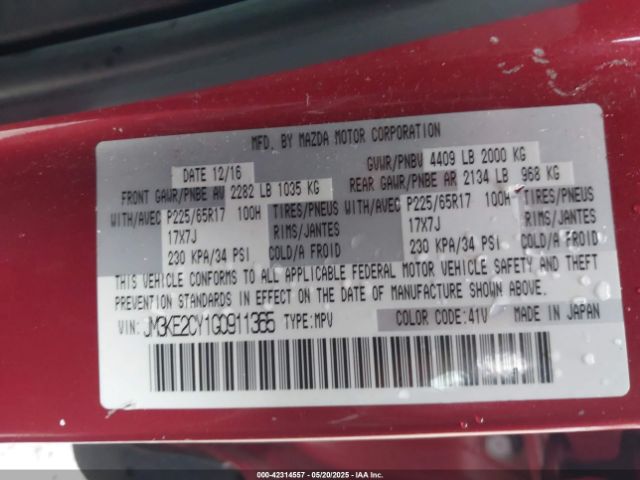 MFD. BY MAZDA MOTOR CORPORATION
DATE 12/16 GVWR/PNBV 4409 LB 2000 KG
FRONT GAWR/PNBE AV 2282 LB 1035 KG REAR GAWR/PNBE AR 2134 LB 968 KG
WITH/AVEC P225/65R17 100H TIRES/PNEUS WITH/AVEC P225/65R17 100H TIRES/PNEUS
17X7J RIMS/JANTES 17X7J RIMS/JANTES
230 KPA/34 PSI COLD/A FROID 230 KPA/34 PSI COLD/A FROID
THIS VEHICLE CONFORMS TO ALL APPLICABLE FEDERAL MOTOR VEHICLE SAFETY AND THEFT
PREVENTION STANDARDS IN EFFECT ON THE DATE OF MANUFACTURE SHOWN ABOVE.
VIN: JM3KE2CY1G0911365 TYPE:MPV COLOR CODE:41V MADE IN JAPAN
000-42314557 - 05/20/2025 - COPYRIGHT IAA, LLC.